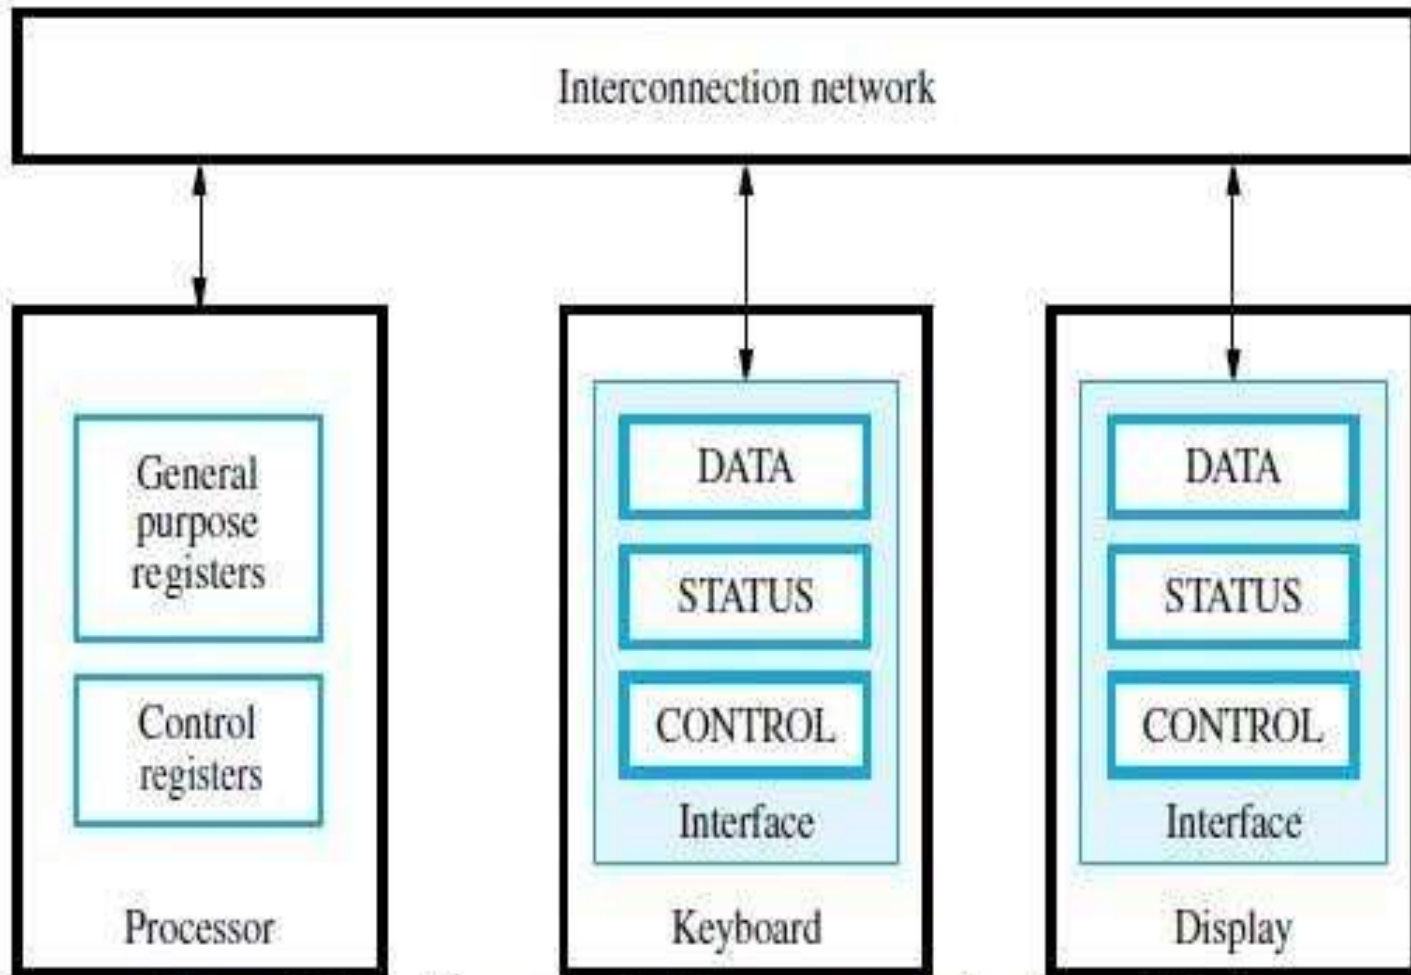 Interconnection network
General
purpose
registers
Control
registers
Processor
DATA
STATUS
CONTROL
Interface
Keyboard
DATA
STATUS
CONTROL
Interface
Display